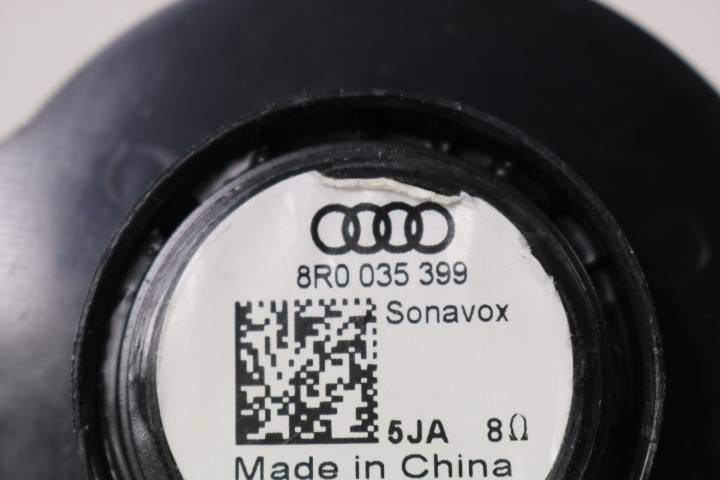 8R0 035 399
Sonavox
5JA 8Ω
Made in China